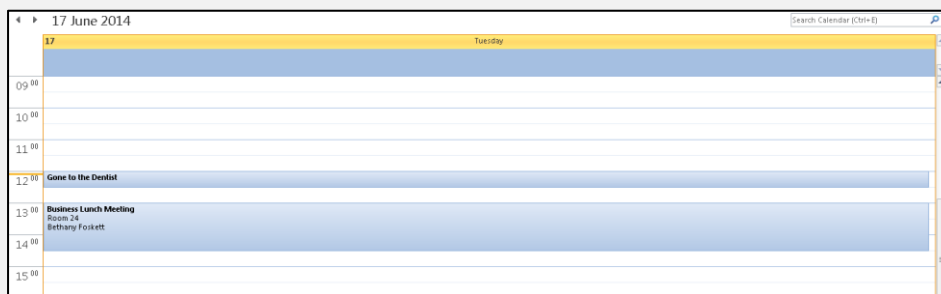 17 June 2014
Search Calendar (Ctrl+E)
17 Tuesday
09 00
10 00
11 00
12 00 Gone to the Dentist
13 00 Business Lunch Meeting
Room 24
Bethany Foskett
14 00
15 00